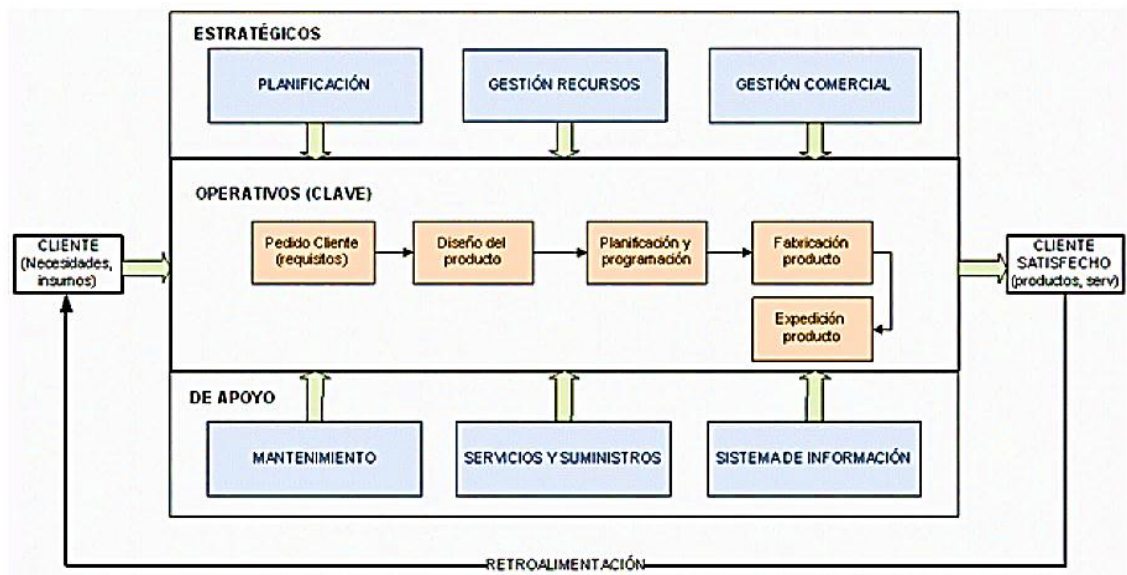 ESTRATÉGICOS
PLANIFICACIÓN
GESTIÓN RECURSOS
GESTIÓN COMERCIAL
OPERATIVOS (CLAVE)
CLIENTE
(Necesidades,
insumos)
Pedido Cliente
(requisitos)
Diseño del
producto
Planificación y
programación
Fabricación
producto
Expedición
producto
CLIENTE
SATISFECHO
(productos, serv)
DE APOYO
MANTENIMIENTO
SERVICIOS Y SUMINISTROS
SISTEMA DE INFORMACIÓN
RETROALIMENTACIÓN